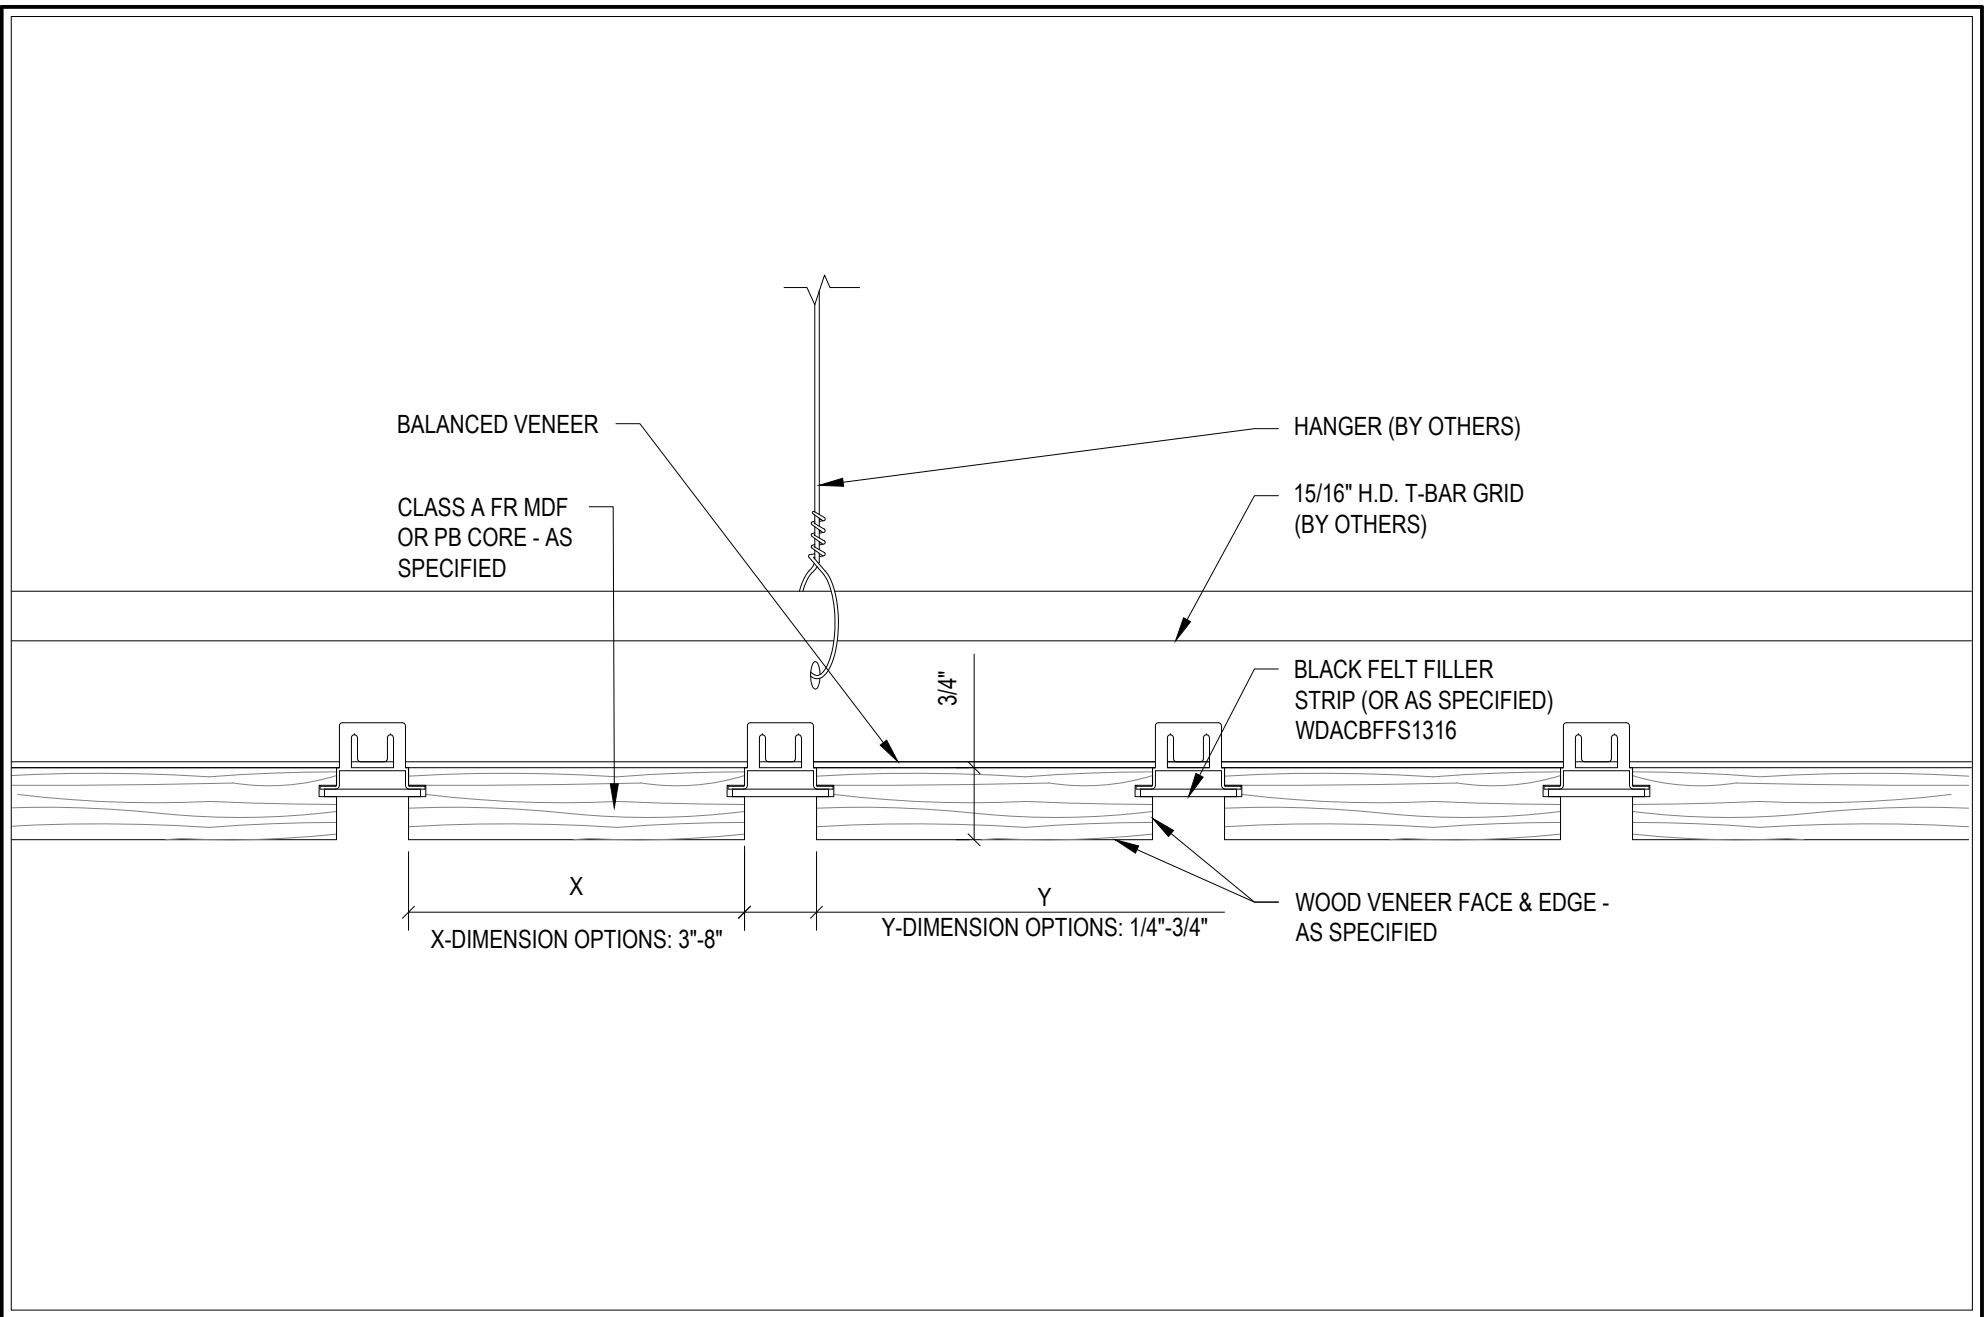 BALANCED VENEER
CLASS A FR MDF
OR PB CORE - AS
SPECIFIED
HANGER (BY OTHERS)
15/16" H.D. T-BAR GRID
(BY OTHERS)
3/4"
BLACK FELT FILLER
STRIP (OR AS SPECIFIED)
WDACBFFS1316
X
X-DIMENSION OPTIONS: 3"-8"
Y
Y-DIMENSION OPTIONS: 1/4"-3/4"
WOOD VENEER FACE & EDGE -
AS SPECIFIED